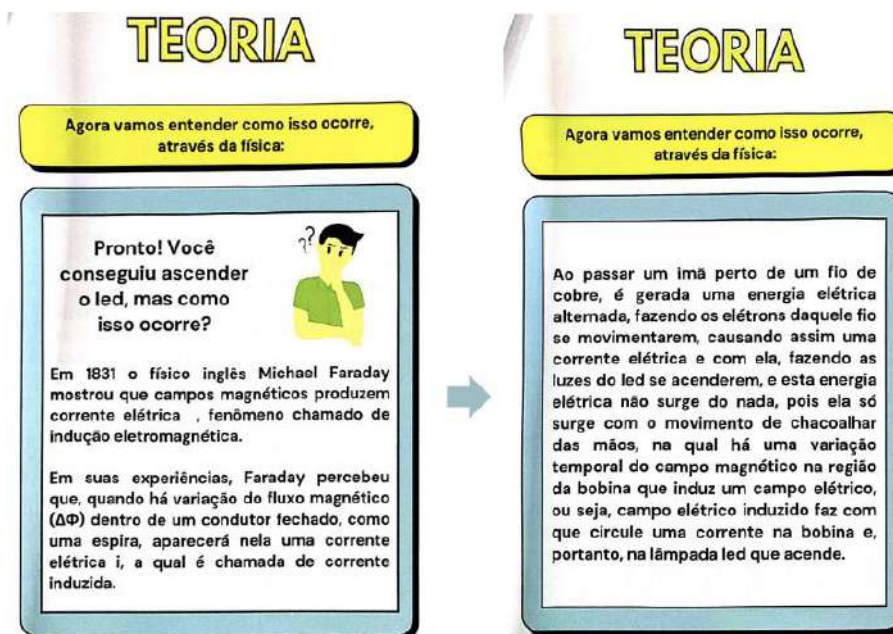 TEORIA
Agora vamos entender como isso ocorre,
através da física:
Pronto! Você
conseguiu ascender
o led, mas como
isso ocorre?
??
Em 1831 o físico inglês Michael Faraday
mostrou que campos magnéticos produzem
corrente elétrica , fenômeno chamado de
indução eletromagnética.
Em suas experiências, Faraday percebeu
que, quando há variação do fluxo magnético
(ΔΦ) dentro de um condutor fechado, como
uma espira, aparecerá nela uma corrente
elétrica i, a qual é chamada de corrente
induzida.
TEORIA
Agora vamos entender como isso ocorre,
através da física:
Ao passar um imã perto de um fio de
cobre, é gerada uma energia elétrica
alternada, fazendo os elétrons daquele fio
se movimentarem, causando assim uma
corrente elétrica e com ela, fazendo as
luzes do led se acenderem, e esta energia
elétrica não surge do nada, pois ela só
surge com o movimento de chacoalhar
das mãos, na qual há uma variação
temporal do campo magnético na região
da bobina que induz um campo elétrico,
ou seja, campo elétrico induzido faz com
que circule uma corrente na bobina e,
portanto, na lâmpada led que acende.